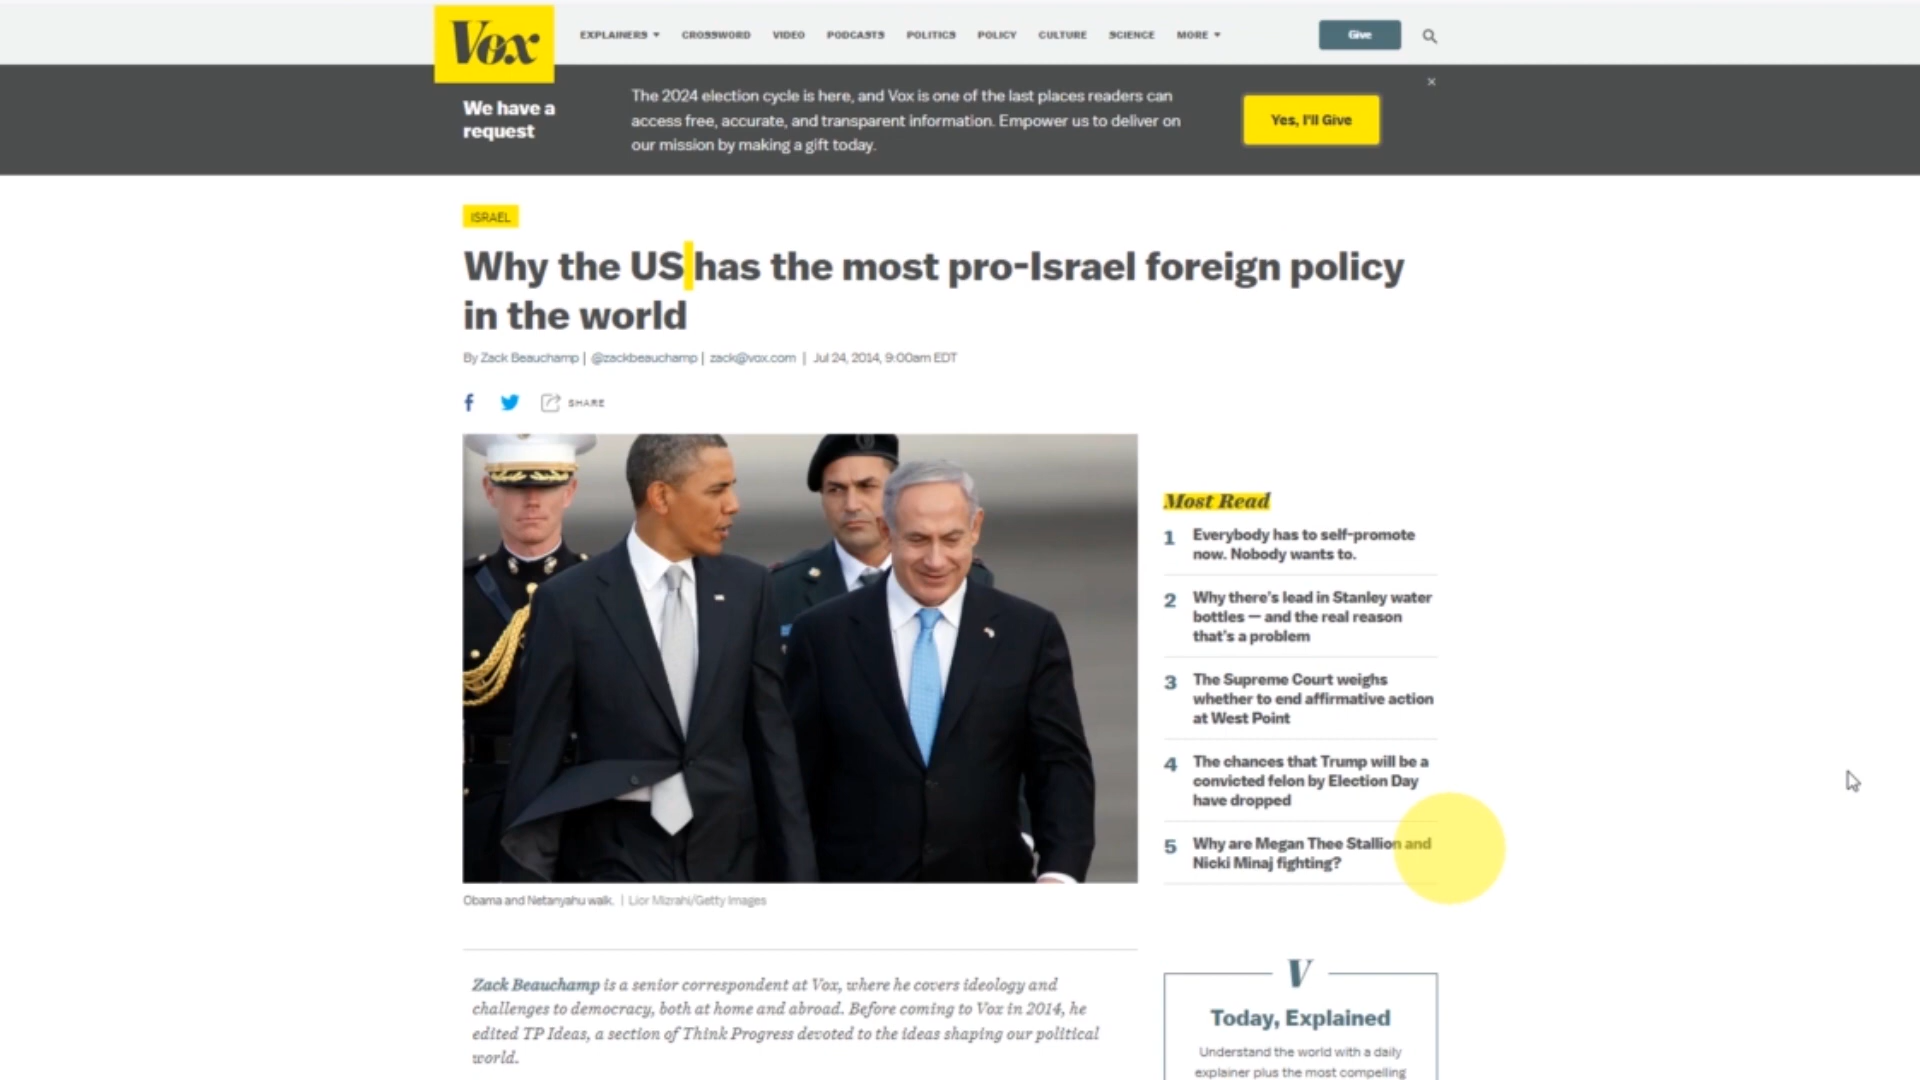 Vox
EXPLAINERS
CROSSWORD
VIDEO
PODCASTS
POLITICS
POLICY
CULTURE
SCIENCE
MORE
Give
We have a
request
The 2024 election cycle is here, and Vox is one of the last places readers can
access free, accurate, and transparent information. Empower us to deliver on
our mission by making a gift today.
Yes, I'll Give
×
ISRAEL
Why the US has the most pro-Israel foreign policy
in the world
By Zack Beauchamp | @zackbeauchamp | zack@vox.com | Jul 24, 2014, 9:00am EDT
SHARE
Obama and Netanyahu walk. | Lior Mizrahi/Getty Images
Zack Beauchamp is a senior correspondent at Vox, where he covers ideology and
challenges to democracy, both at home and abroad. Before coming to Vox in 2014, he
edited TP Ideas, a section of Think Progress devoted to the ideas shaping our political
world.
Most Read
1 Everybody has to self-promote
now. Nobody wants to.
2 Why there's lead in Stanley water
bottles — and the real reason
that's a problem
3 The Supreme Court weighs
whether to end affirmative action
at West Point
4 The chances that Trump will be a
convicted felon by Election Day
have dropped
5 Why are Megan Thee Stallion and
Nicki Minaj fighting?
V
Today, Explained
Understand the world with a daily
explainer plus the most compelling